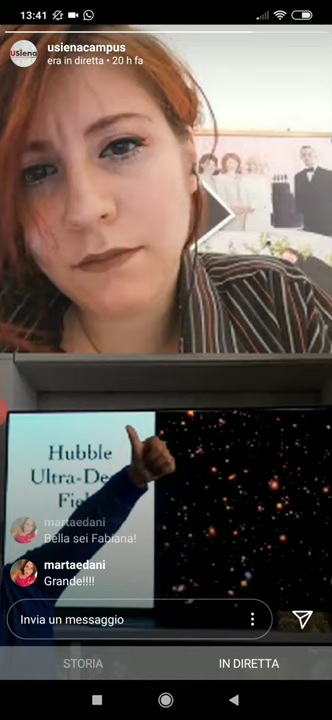 13:41
USiena
usienacampus
era in diretta • 20 h fa
Hubble
Ultra-De
Fiel
martaedani
Bella sei Fabiana!
martaedani
Grande!!!!
Invia un messaggio
STORIA
IN DIRETTA